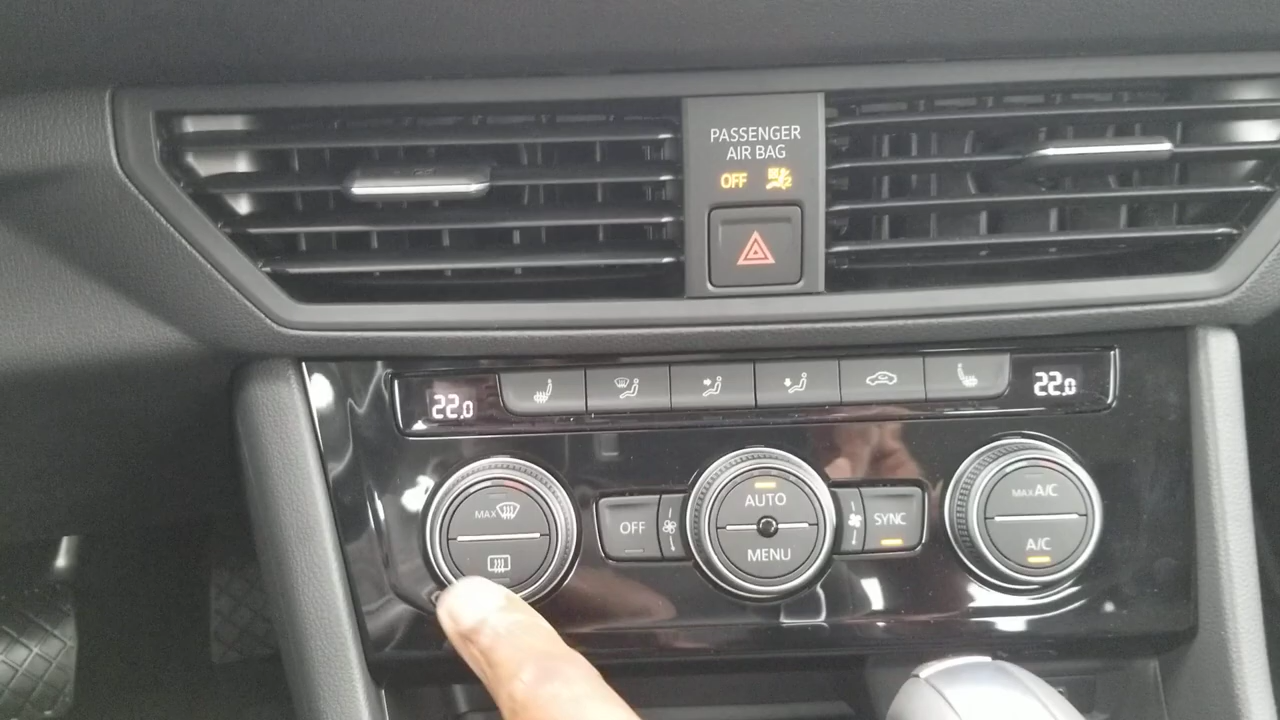 PASSENGER
AIR BAG
OFF
22.0
22.0
MAX
OFF
AUTO
MENU
SYNC
MAX A/C
A/C